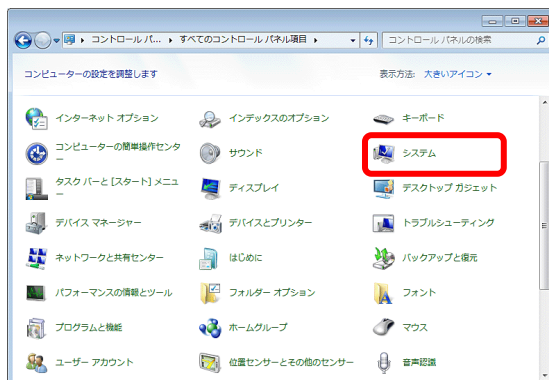 コントロール パ... ▸ すべてのコントロール パネル項目 ▸
コントロール パネルの検索
コンピューターの設定を調整します
表示方法: 大きいアイコン
インターネット オプション
インデックスのオプション
キーボード
コンピューターの簡単操作センタ
ー
サウンド
システム
タスク バーと [スタート] メニュ
ー
ディスプレイ
デスクトップ ガジェット
デバイス マネージャー
デバイスとプリンター
トラブルシューティング
ネットワークと共有センター
はじめに
バックアップと復元
パフォーマンスの情報とツール
フォルダー オプション
フォント
プログラムと機能
ホームグループ
マウス
ユーザー アカウント
位置センサーとその他のセンサー
音声認識